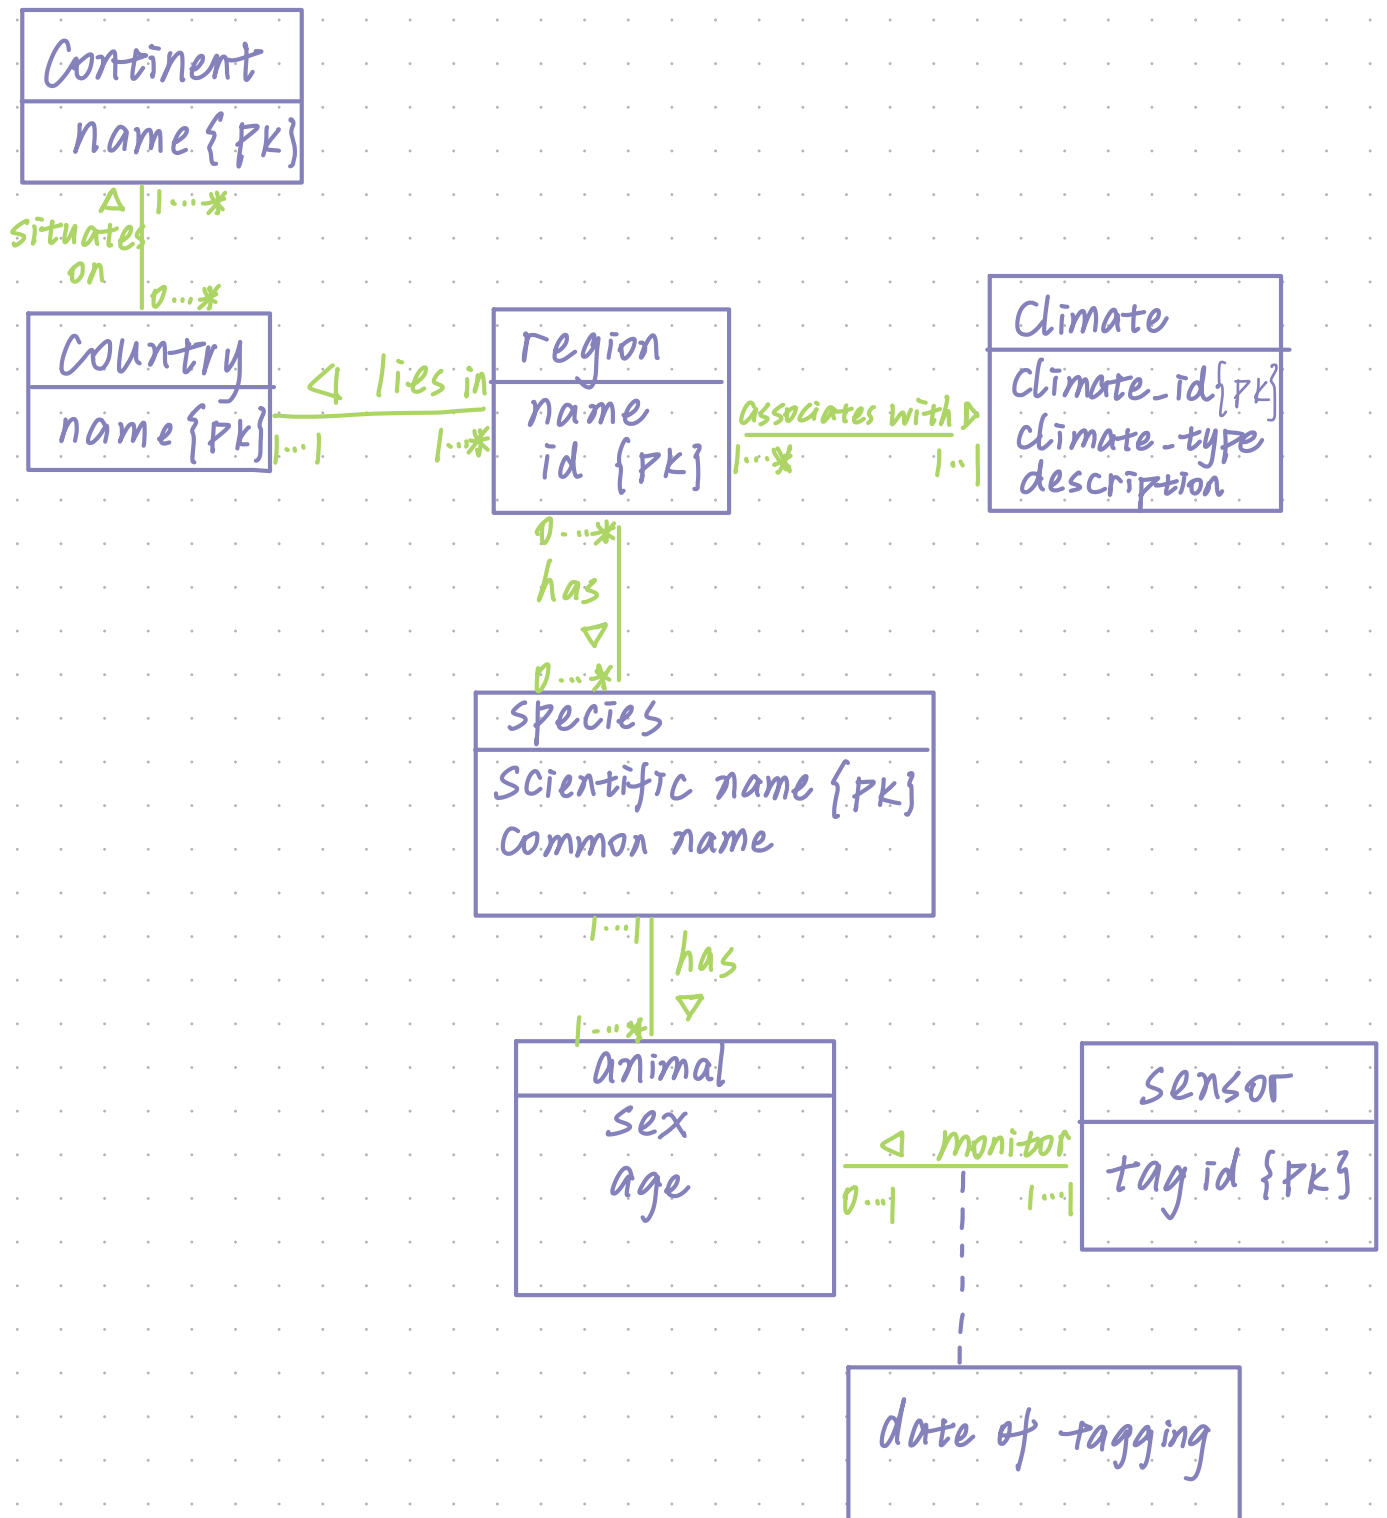 Continent
name {pk}
1...*
situates
on
0...*
country
name {pk}
lies in
1...1
1...*
region
name
id {pk}
associates with
1...*
1...1
Climate
climate_id {pk}
climate_type
description
0...*
has
0...*
species
scientific name {pk}
common name
1...1
has
1...*
animal
sex
age
monitor
0...1
1...1
sensor
tag id {pk}
date of tagging